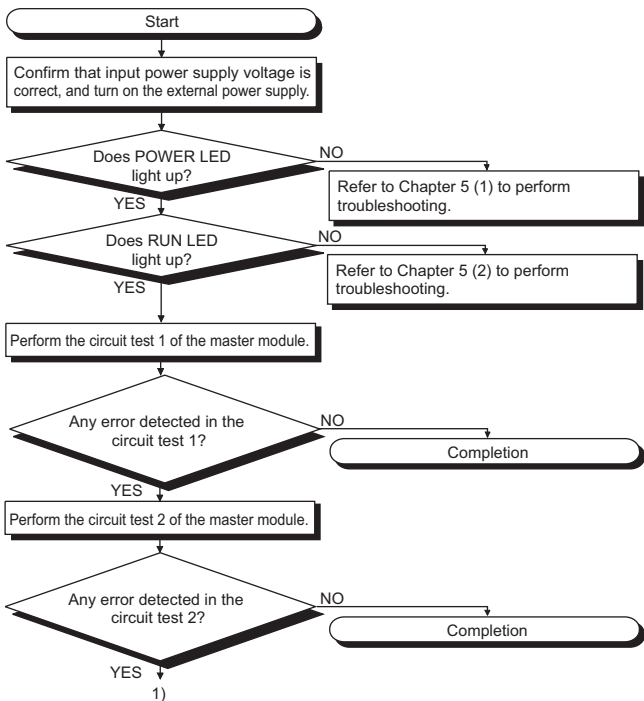 Start
Confirm that input power supply voltage is
correct, and turn on the external power supply.
Does POWER LED
light up?
NO
YES
Refer to Chapter 5 (1) to perform
troubleshooting.
Does RUN LED
light up?
NO
YES
Refer to Chapter 5 (2) to perform
troubleshooting.
Perform the circuit test 1 of the master module.
Any error detected in the
circuit test 1?
NO
YES
Completion
Perform the circuit test 2 of the master module.
Any error detected in the
circuit test 2?
NO
YES
Completion
1)